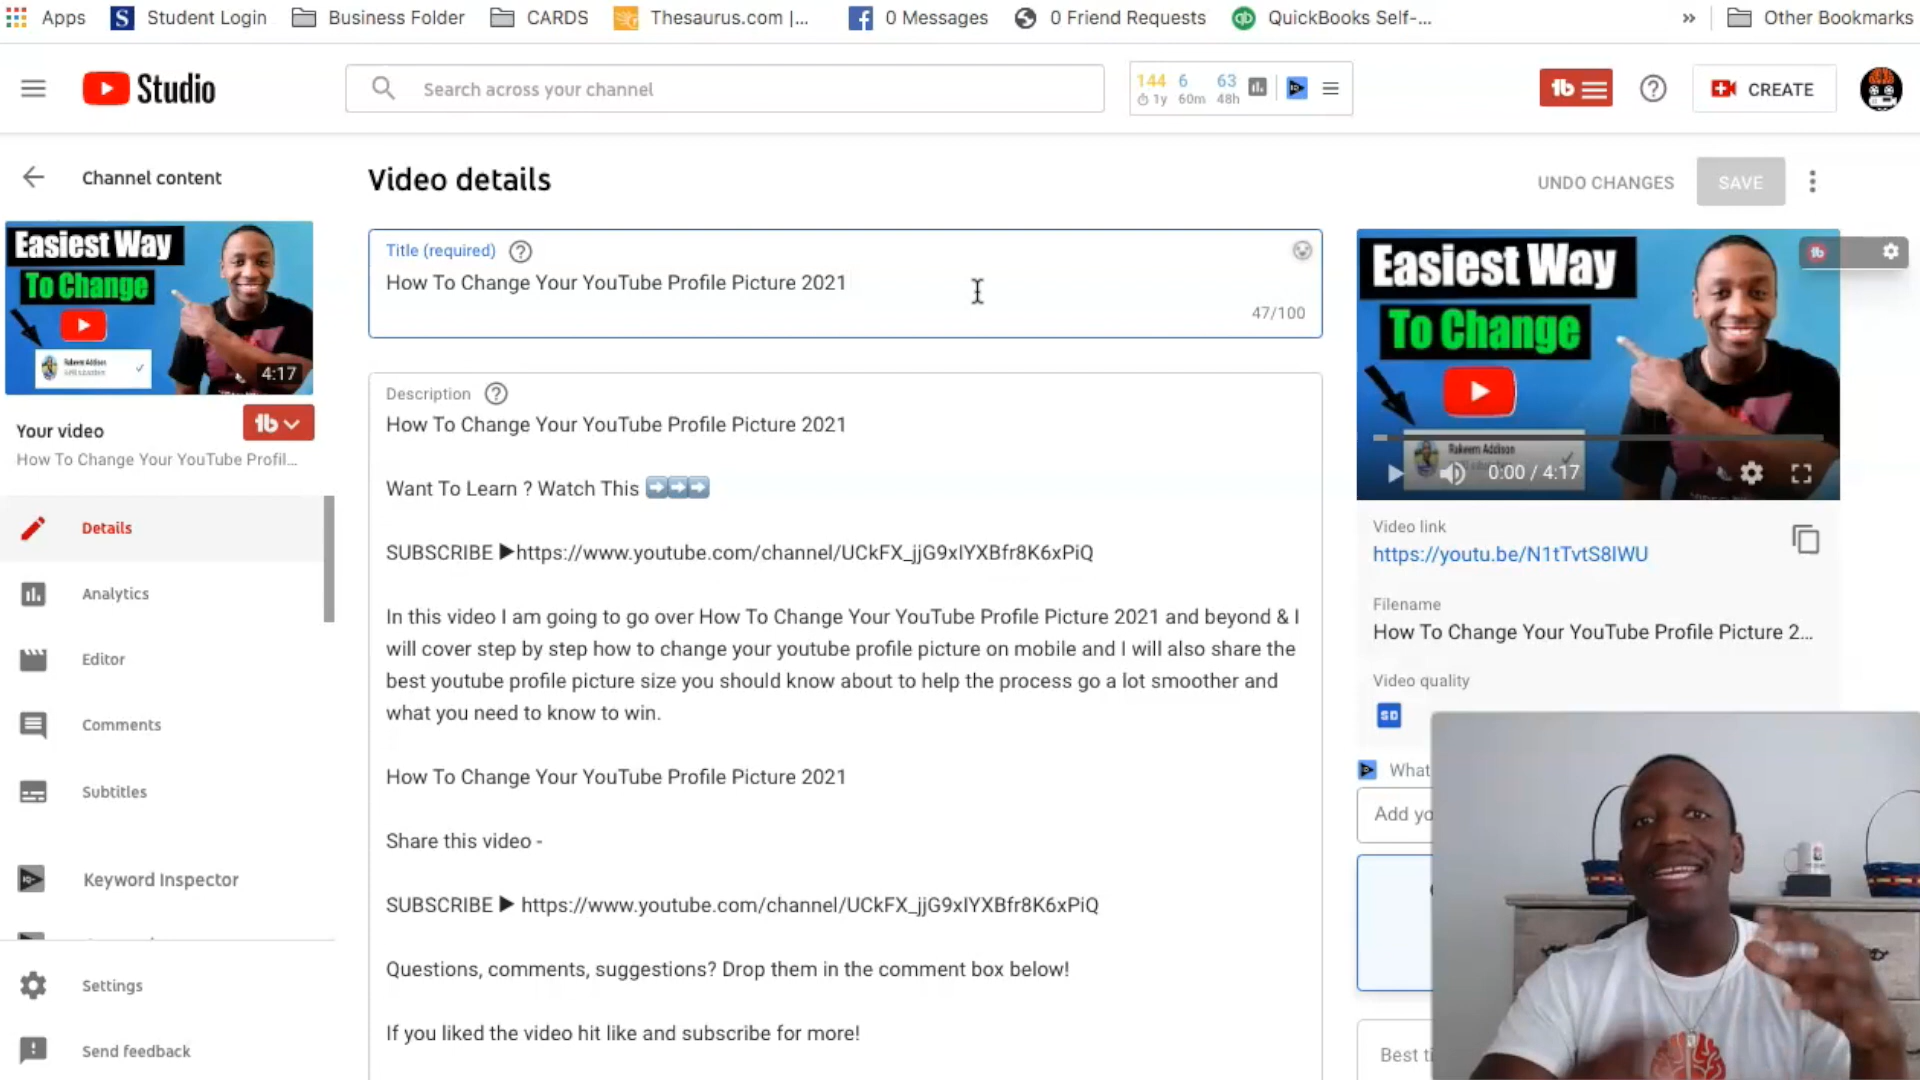 Apps
Student Login
Business Folder
CARDS
Thesaurus.com |...
0 Messages
0 Friend Requests
QuickBooks Self-...
»
Other Bookmarks
Studio
Search across your channel
144 6 63
1y 60m 48h
CREATE
Channel content
Video details
UNDO CHANGES
SAVE
Easiest Way
To Change
Rakeem Addison
4:17
Your video
How To Change Your YouTube Profil...
Details
Analytics
Editor
Comments
Subtitles
Keyword Inspector
Settings
Send feedback
Title (required)
How To Change Your YouTube Profile Picture 2021
47/100
Description
How To Change Your YouTube Profile Picture 2021
Want To Learn ? Watch This ➡️➡️➡️
SUBSCRIBE ▶https://www.youtube.com/channel/UCkFX_jjG9xIYXBfr8K6xPiQ
In this video I am going to go over How To Change Your YouTube Profile Picture 2021 and beyond & I
will cover step by step how to change your youtube profile picture on mobile and I will also share the
best youtube profile picture size you should know about to help the process go a lot smoother and
what you need to know to win.
How To Change Your YouTube Profile Picture 2021
Share this video -
SUBSCRIBE ▶ https://www.youtube.com/channel/UCkFX_jjG9xIYXBfr8K6xPiQ
Questions, comments, suggestions? Drop them in the comment box below!
If you liked the video hit like and subscribe for more!
Easiest Way
To Change
Rakeem Addison
0:00 / 4:17
Video link
https://youtu.be/N1tTvtS8IWU
Filename
How To Change Your YouTube Profile Picture 2...
Video quality
SD
What
Add yo
Best ti